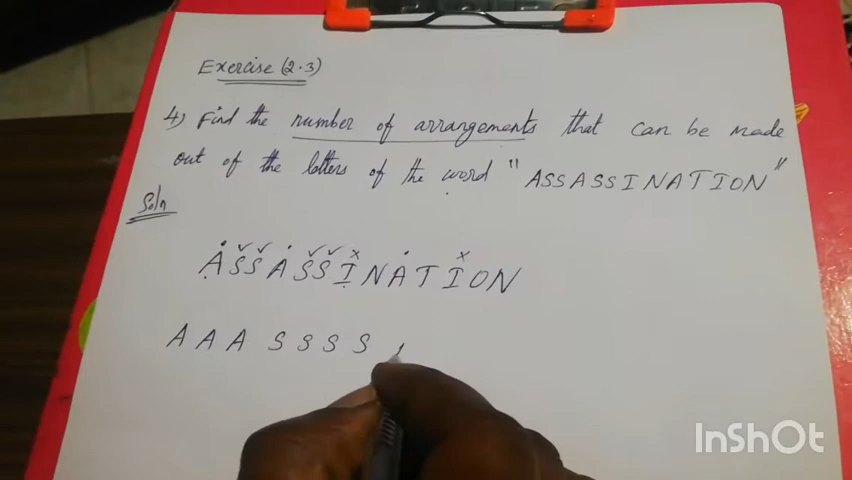 Exercise (2.3)
4) Find the number of arrangements that can be made
out of the letters of the word "ASSASSINATION"
Soln
ASSASSINATION
A A A S S S S
InShOt